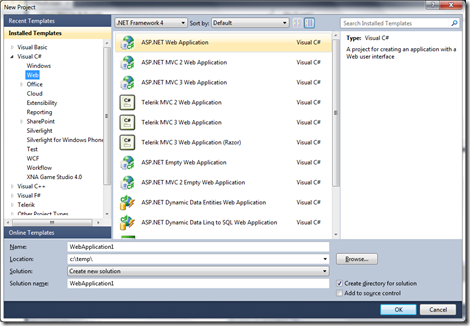 New Project
Recent Templates
.NET Framework 4
Sort by:
Default
Search Installed Templates
Installed Templates
Visual Basic
Visual C#
Windows
Web
Office
Cloud
Extensibility
Reporting
SharePoint
Silverlight
Silverlight for Windows Phone
Test
WCF
Workflow
XNA Game Studio 4.0
Visual C++
Visual F#
Telerik
Other Project Types
Online Templates
ASP.NET Web Application Visual C#
ASP.NET MVC 2 Web Application Visual C#
ASP.NET MVC 3 Web Application Visual C#
C# Telerik MVC 2 Web Application Visual C#
C# Telerik MVC 3 Web Application Visual C#
C# Telerik MVC 3 Web Application (Razor) Visual C#
ASP.NET Empty Web Application Visual C#
ASP.NET MVC 2 Empty Web Application Visual C#
ASP.NET Dynamic Data Entities Web Application Visual C#
ASP.NET Dynamic Data Linq to SQL Web Application Visual C#
Type: Visual C#
A project for creating an application with a
Web user interface
Name: WebApplication1
Location: c:\temp\ Browse...
Solution: Create new solution
Solution name: WebApplication1
Create directory for solution
Add to source control
OK Cancel